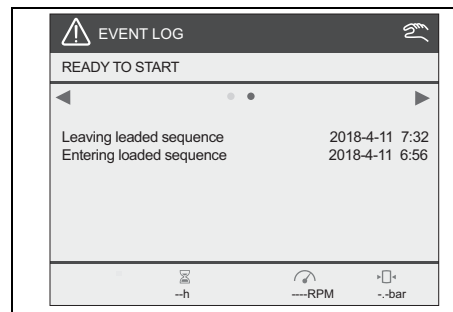 EVENT LOG
READY TO START
Leaving leaded sequence 2018-4-11 7:32
Entering loaded sequence 2018-4-11 6:56
--h ----RPM -.-bar